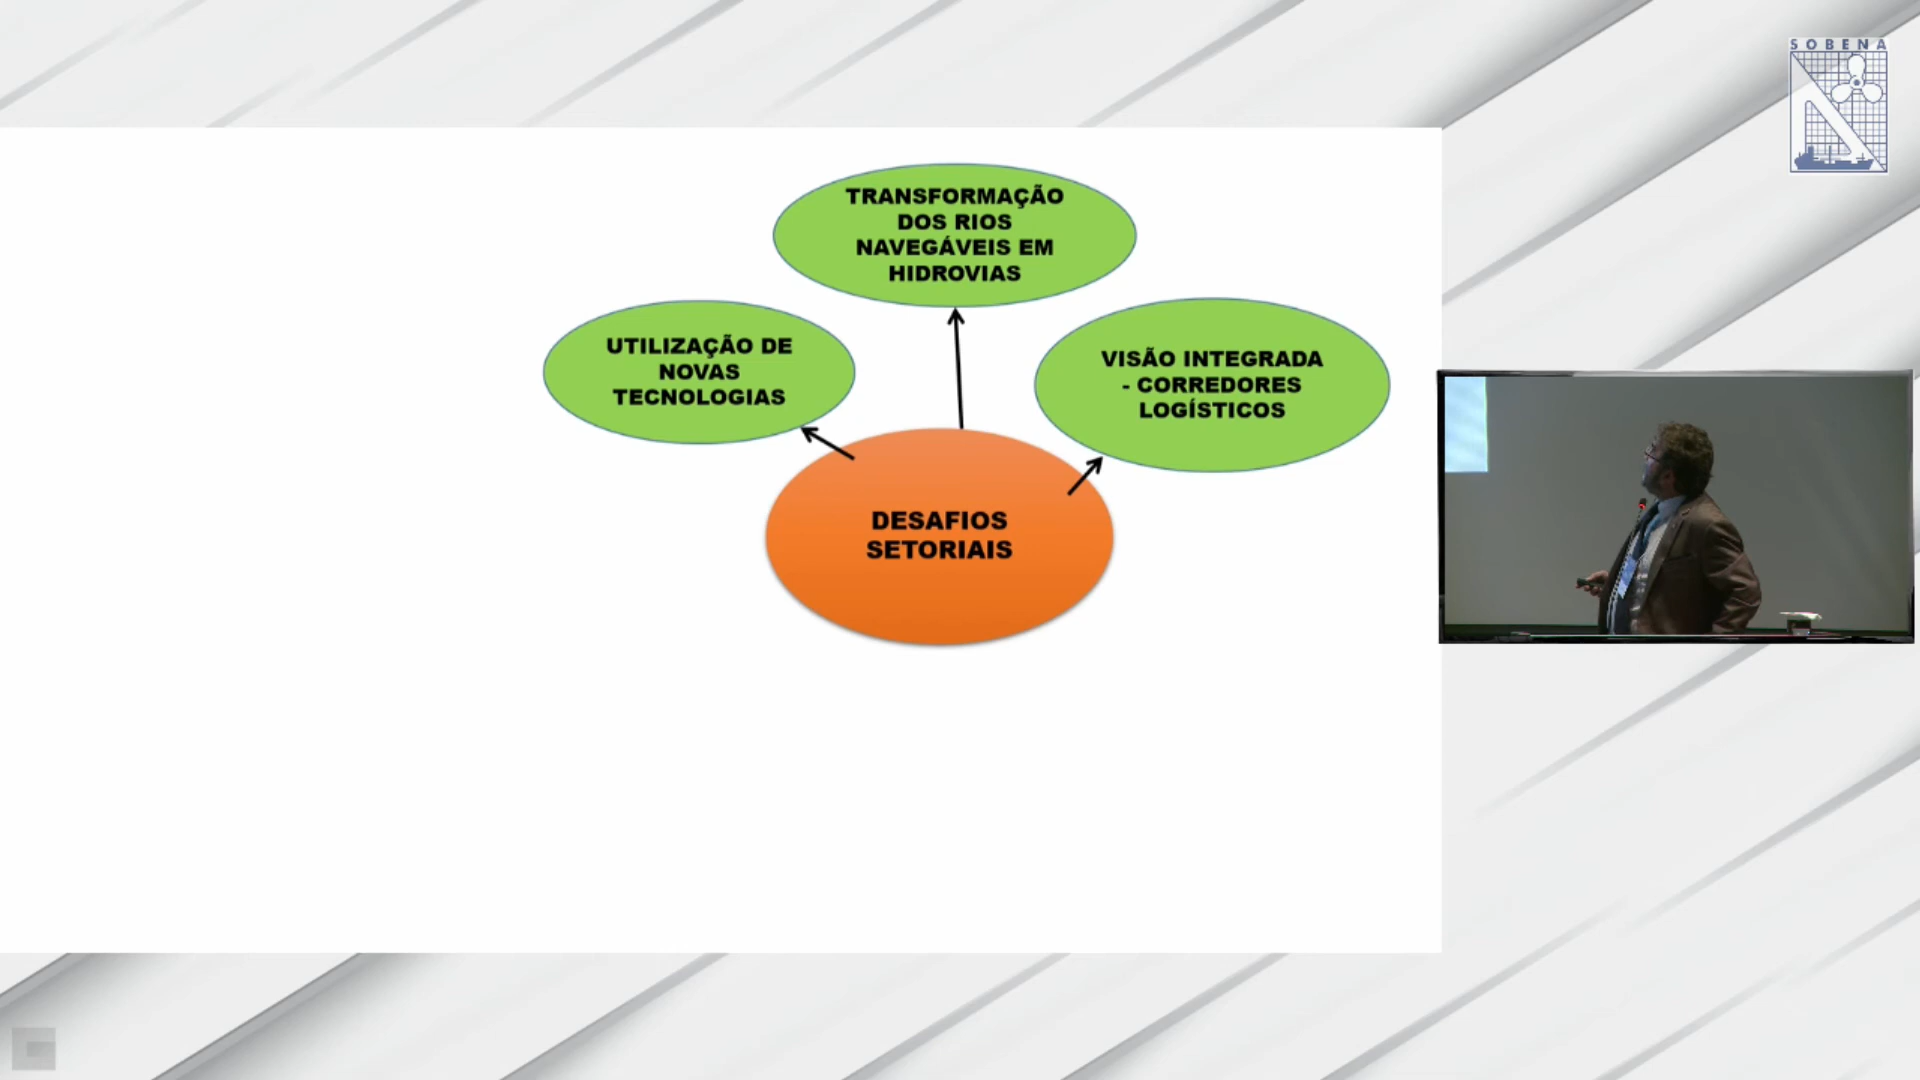 SOBENA
TRANSFORMAÇÃO
DOS RIOS
NAVEGÁVEIS EM
HIDROVIAS
UTILIZAÇÃO DE
NOVAS
TECNOLOGIAS
VISÃO INTEGRADA
- CORREDORES
LOGÍSTICOS
DESAFIOS
SETORIAIS